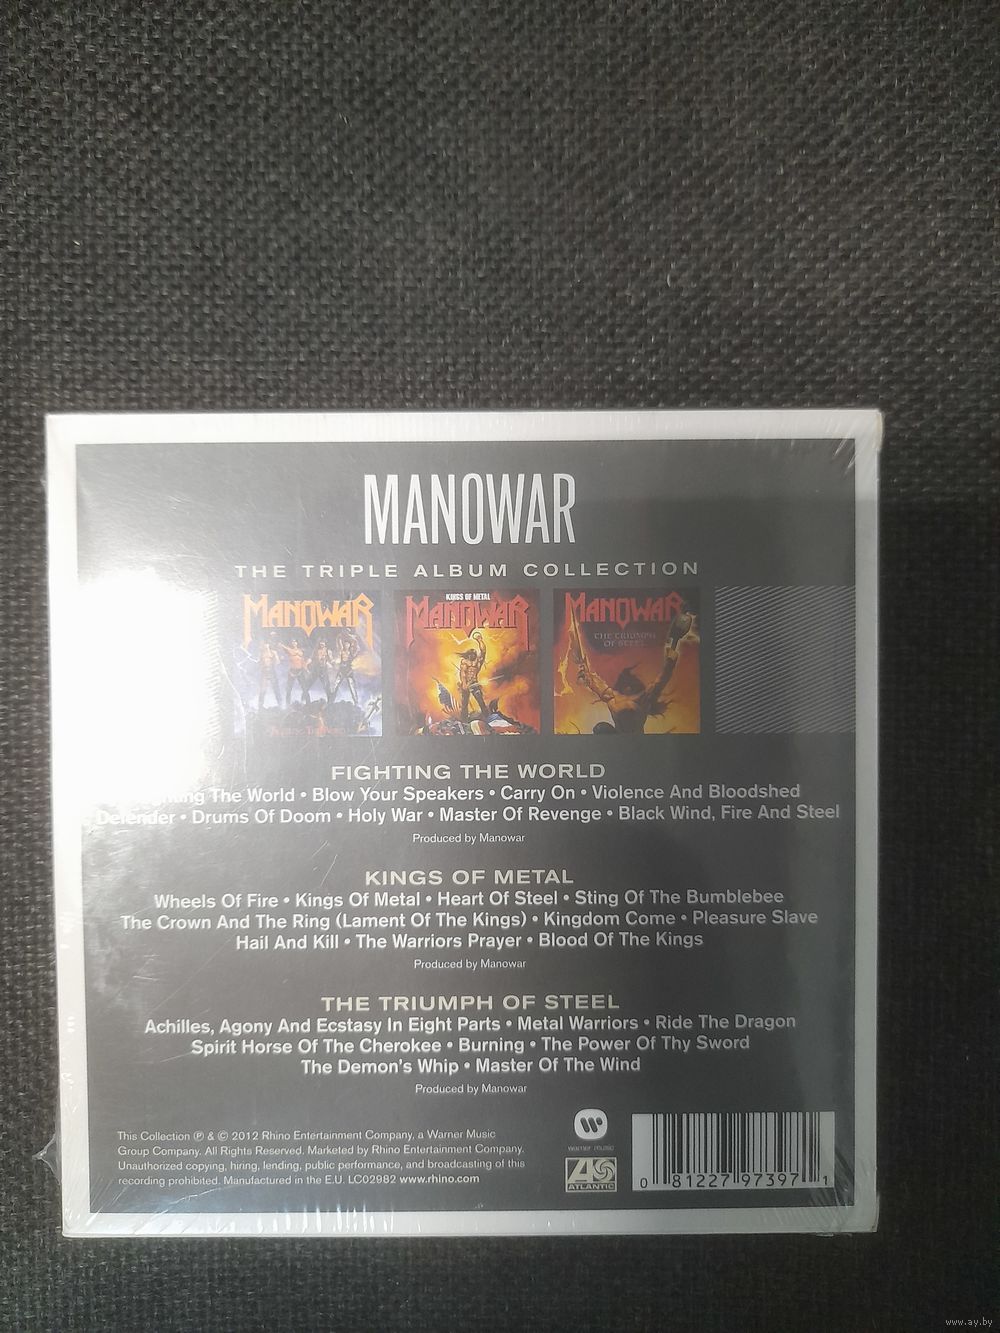 MANOWAR
THE TRIPLE ALBUM COLLECTION
MANOWAR
KINGS OF METAL
MANOWAR
MANOWAR
THE TRIUMPH
OF STEEL
FIGHTING THE WORLD
The World • Blow Your Speakers • Carry On • Violence And Bloodshed
Defender • Drums Of Doom • Holy War • Master Of Revenge • Black Wind, Fire And Steel
Produced by Manowar
KINGS OF METAL
Wheels Of Fire • Kings Of Metal • Heart Of Steel • Sting Of The Bumblebee
The Crown And The Ring (Lament Of The Kings) • Kingdom Come • Pleasure Slave
Hail And Kill • The Warriors Prayer • Blood Of The Kings
Produced by Manowar
THE TRIUMPH OF STEEL
Achilles, Agony And Ecstasy In Eight Parts • Metal Warriors • Ride The Dragon
Spirit Horse Of The Cherokee • Burning • The Power Of Thy Sword
The Demon's Whip • Master Of The Wind
Produced by Manowar
This Collection ℗ & © 2012 Rhino Entertainment Company, a Warner Music
Group Company. All Rights Reserved. Marketed by Rhino Entertainment Company.
Unauthorized copying, hiring, lending, public performance, and broadcasting of this
recording prohibited. Manufactured in the E.U. LC02982 www.rhino.com
WARNER MUSIC
ATLANTIC
0 81227 97397 1
www.ay.by